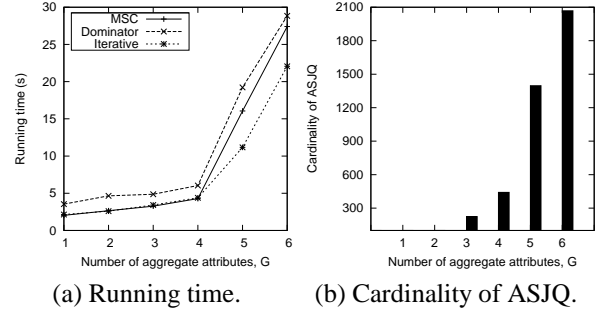 MSC
Dominator
Iterative
30
25
20
15
10
5
0
1 2 3 4 5 6
Running time (s)
Number of aggregate attributes, G
(a) Running time.
2100
1800
1500
1200
900
600
300
1 2 3 4 5 6
Cardinality of ASJQ
Number of aggregate attributes, G
(b) Cardinality of ASJQ.